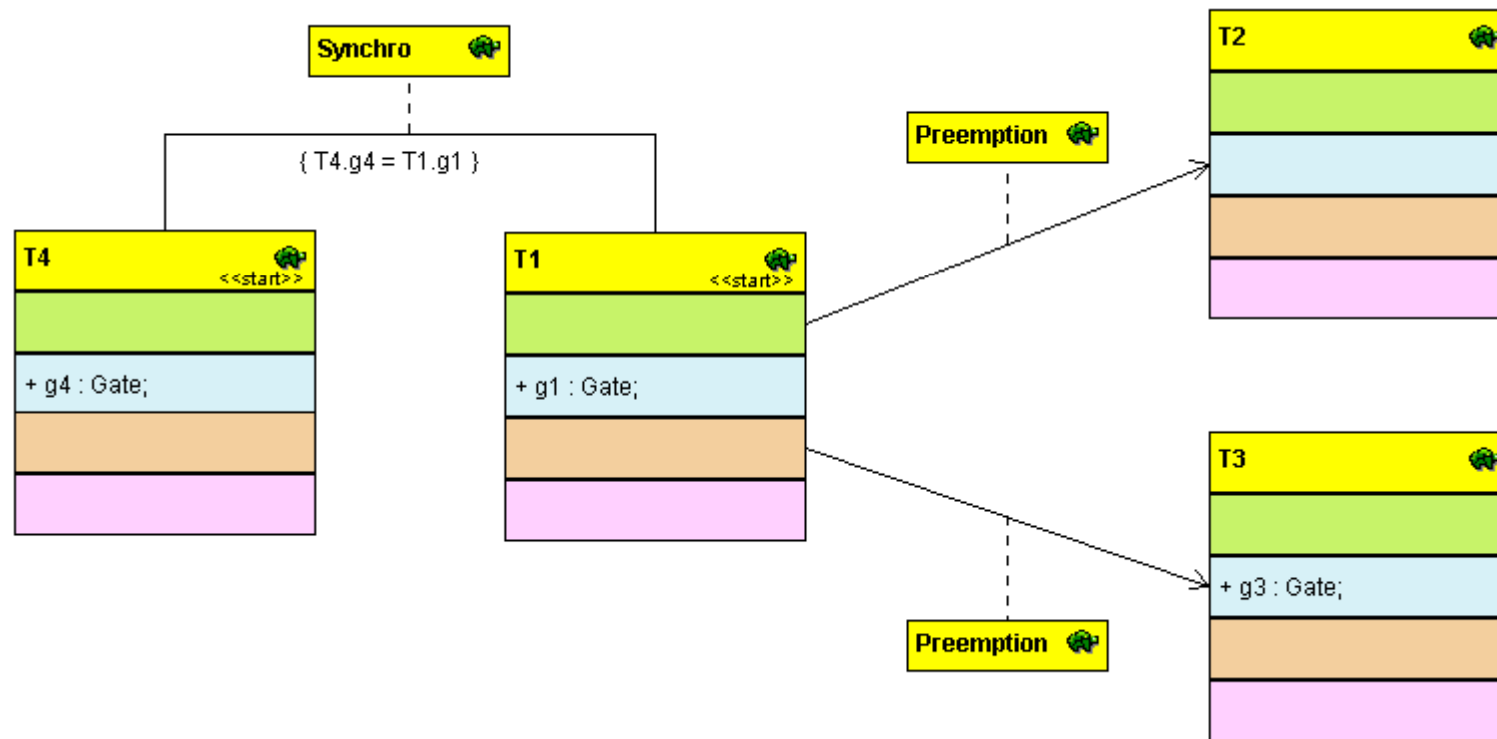 Synchro
{ T4.g4 = T1.g1 }
T4
<<start>>
+ g4 : Gate;
T1
<<start>>
+ g1 : Gate;
Preemption
T2
T3
+ g3 : Gate;
Preemption